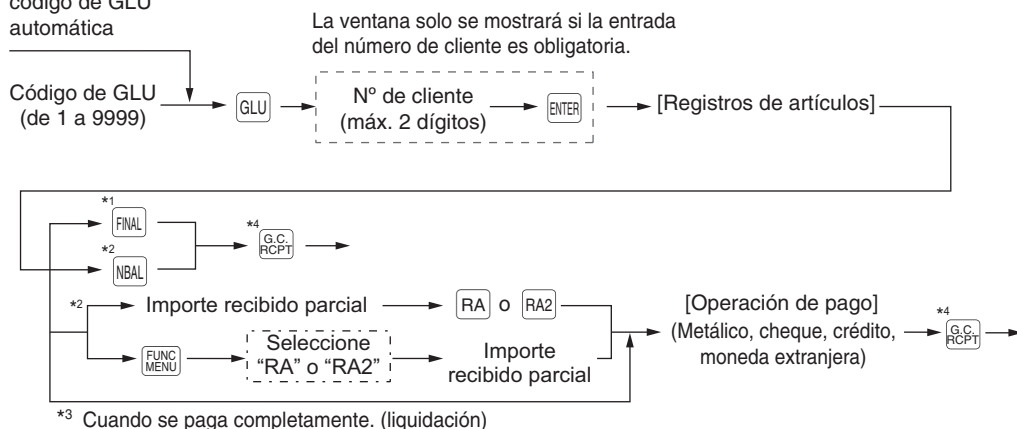 código de GLU
automática
La ventana solo se mostrará si la entrada
del número de cliente es obligatoria.
Código de GLU
(de 1 a 9999)
GLU
Nº de cliente
(máx. 2 dígitos)
ENTER
[Registros de artículos]
*1
FINAL
*2
NBAL
*4
G.C.
RCPT
*2
Importe recibido parcial
RA o RA2
FUNC
MENU
Seleccione
“RA” o “RA2”
Importe
recibido parcial
[Operación de pago]
(Metálico, cheque, crédito,
moneda extranjera)
*4
G.C.
RCPT
*3 Cuando se paga completamente. (liquidación)